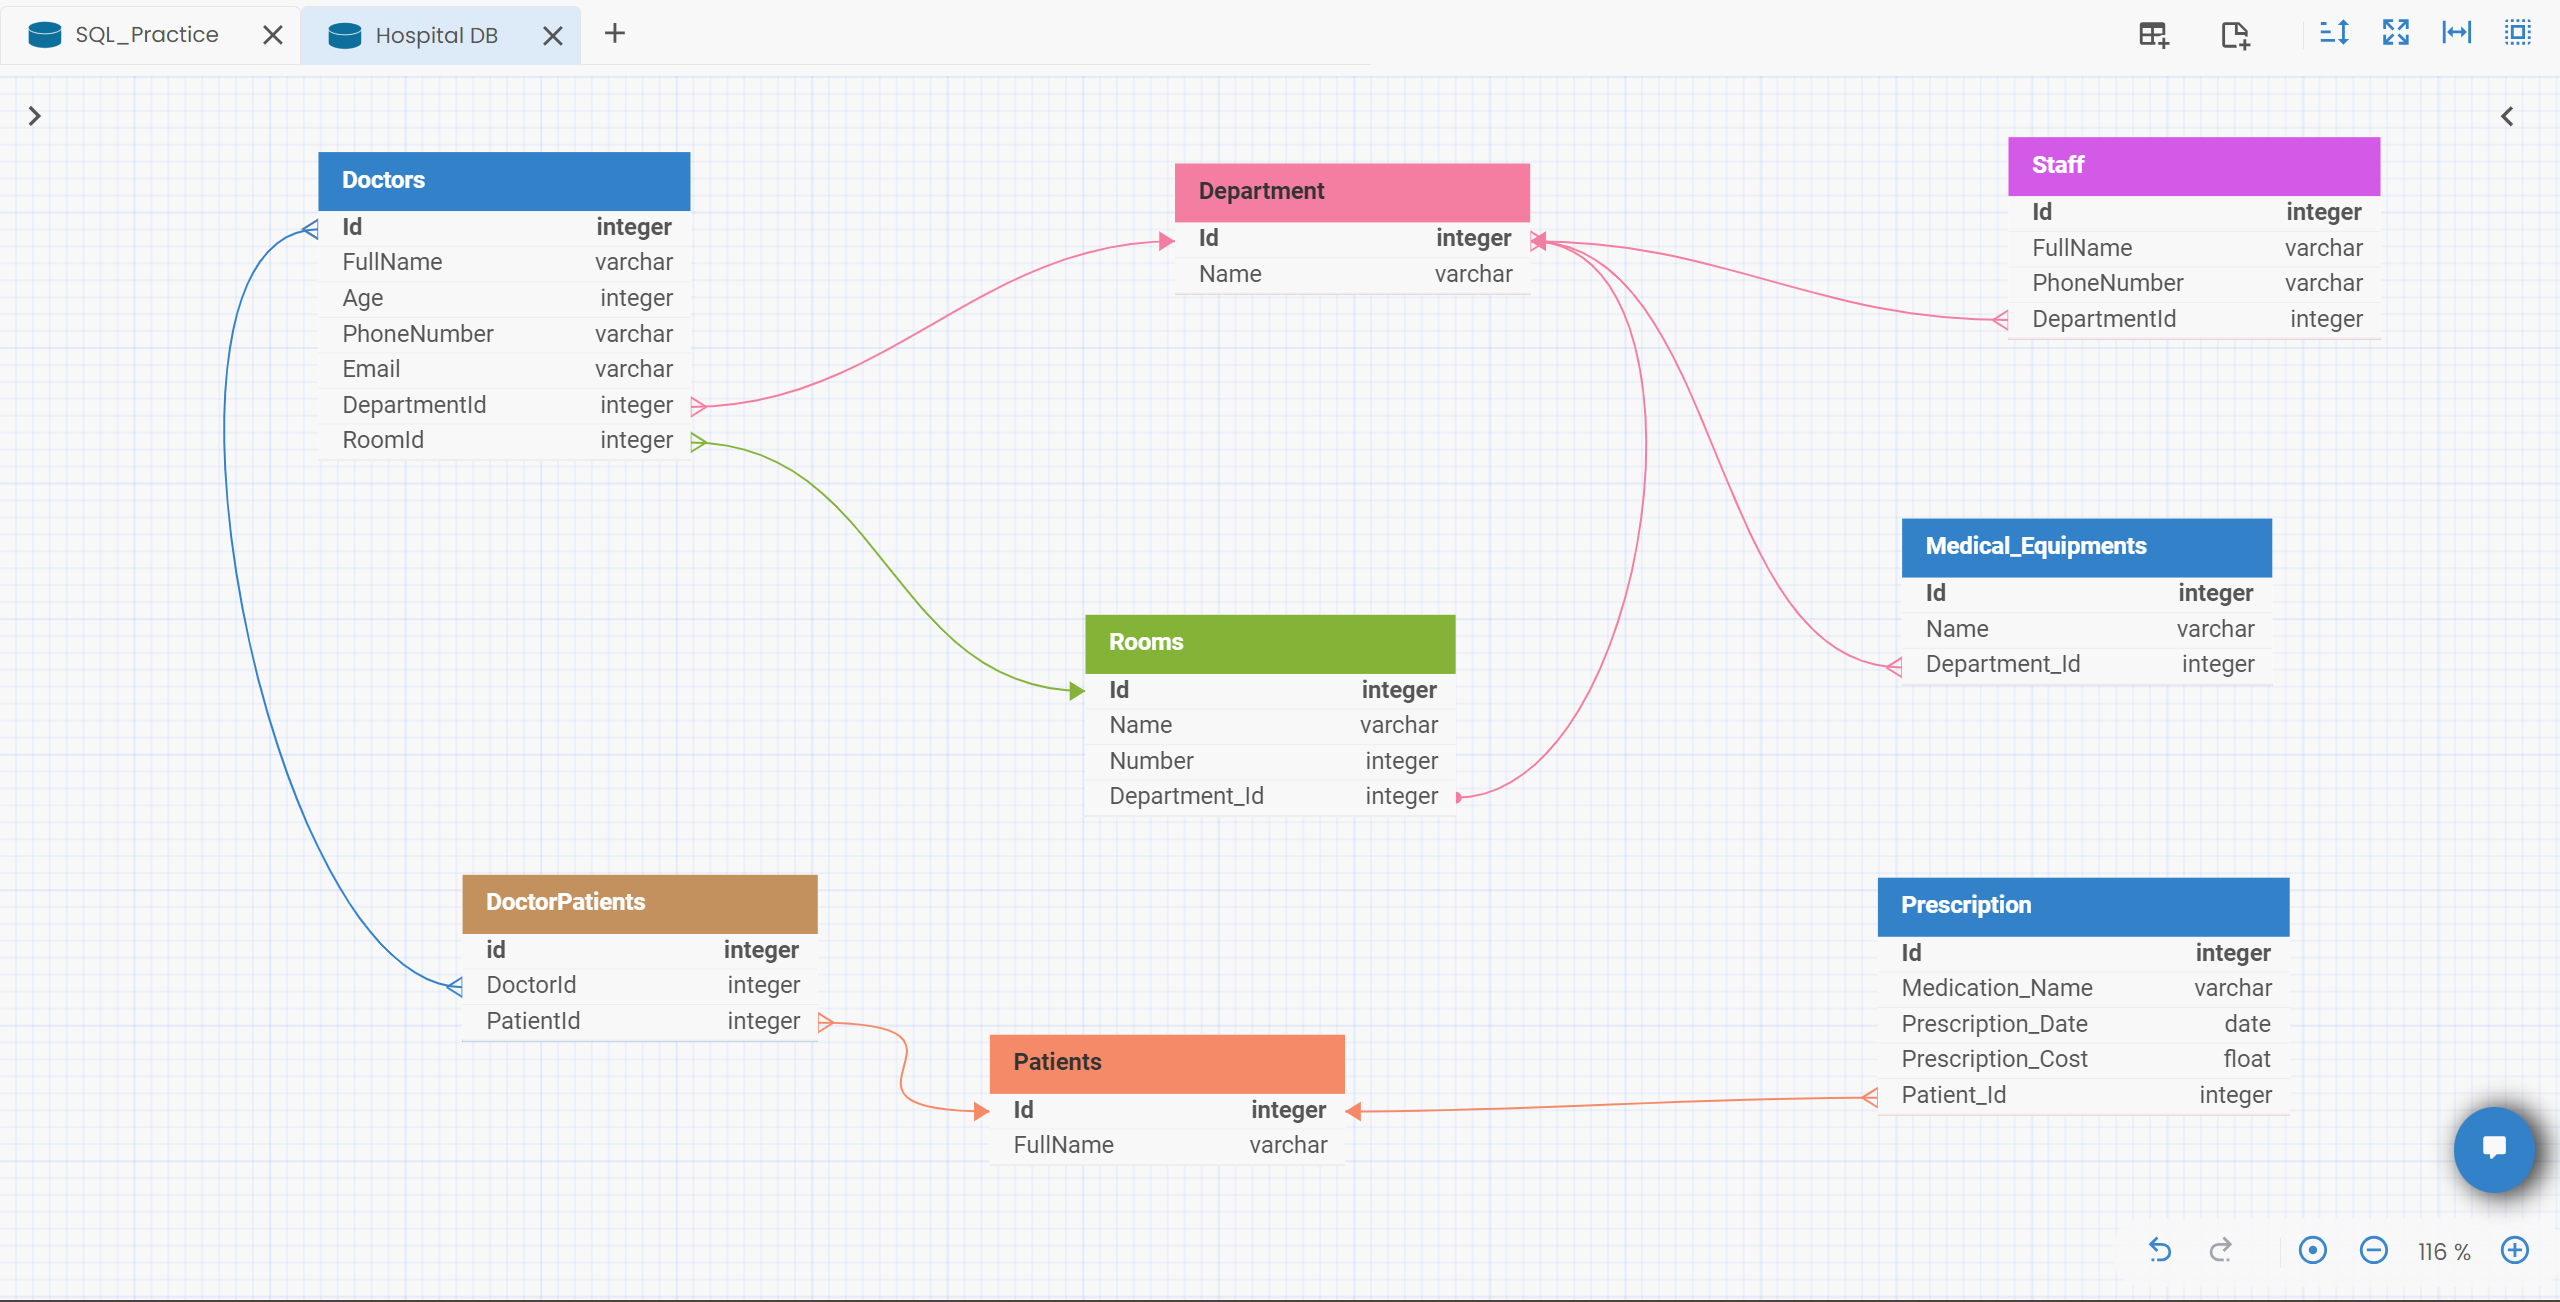 SQL_Practice
Hospital DB
Doctors
Id integer
FullName varchar
Age integer
PhoneNumber varchar
Email varchar
DepartmentId integer
RoomId integer
Department
Id integer
Name varchar
Staff
Id integer
FullName varchar
PhoneNumber varchar
DepartmentId integer
Medical_Equipments
Id integer
Name varchar
Department_Id integer
Rooms
Id integer
Name varchar
Number integer
Department_Id integer
DoctorPatients
id integer
DoctorId integer
PatientId integer
Patients
Id integer
FullName varchar
Prescription
Id integer
Medication_Name varchar
Prescription_Date date
Prescription_Cost float
Patient_Id integer
116 %